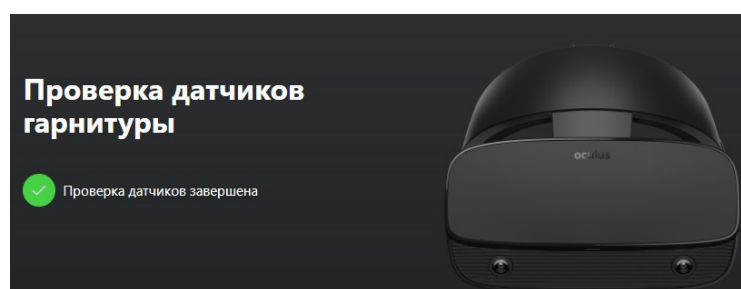 Проверка датчиков
гарнитуры
Проверка датчиков завершена
oculus